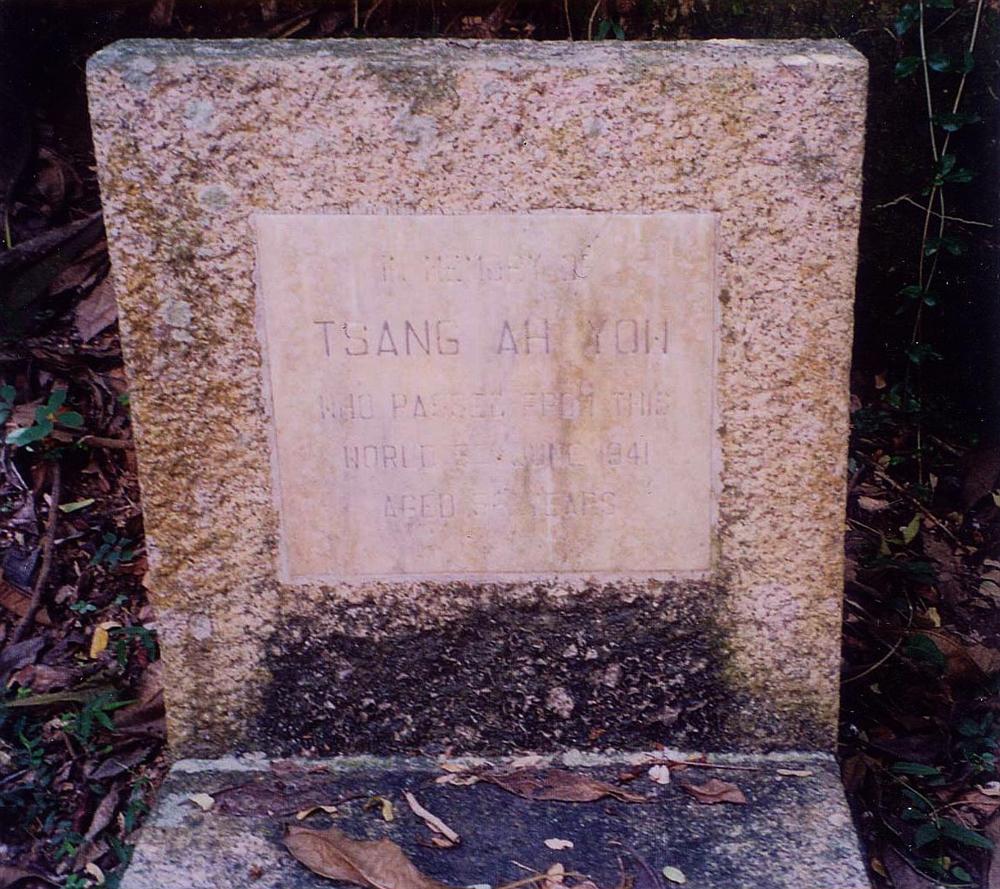 IN MEMORY OF
TSANG AH YOH
WHO PASSED FROM THIS
WORLD JUNE 1941
AGED YEARS